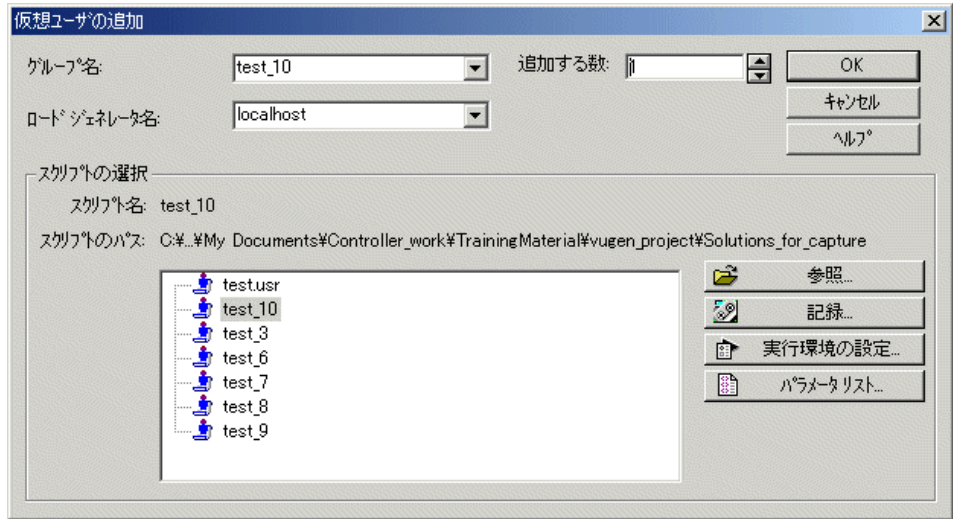 仮想ユーザの追加
グループ名: test_10 追加する数: 1 OK
キャンセル
ロード ジェネレータ名: localhost
ヘルプ
スクリプトの選択
スクリプト名: test_10
スクリプトのパス: C:¥...¥My Documents¥Controller_work¥TrainingMaterial¥vugen_project¥Solutions_for_capture
test.usr
test_10
test_3
test_6
test_7
test_8
test_9
参照...
記録...
実行環境の設定...
パラメータ リスト...